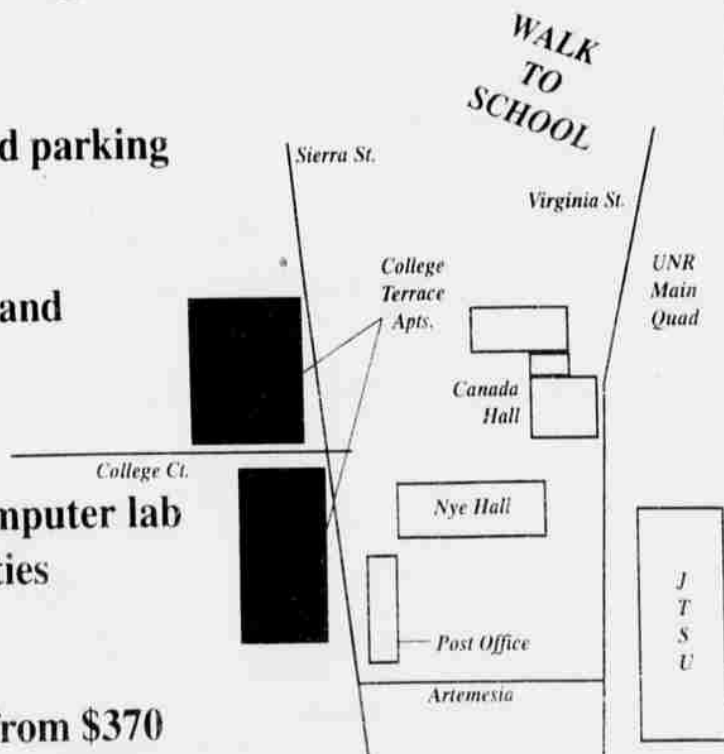 WALK
TO
SCHOOL
d parking
and
mputer lab
ties
from $370
Sierra St.
Virginia St.
College
Terrace
Apts.
UNR
Main
Quad
Canada
Hall
College Ct.
Nye Hall
J
T
S
U
Post Office
Artemesia